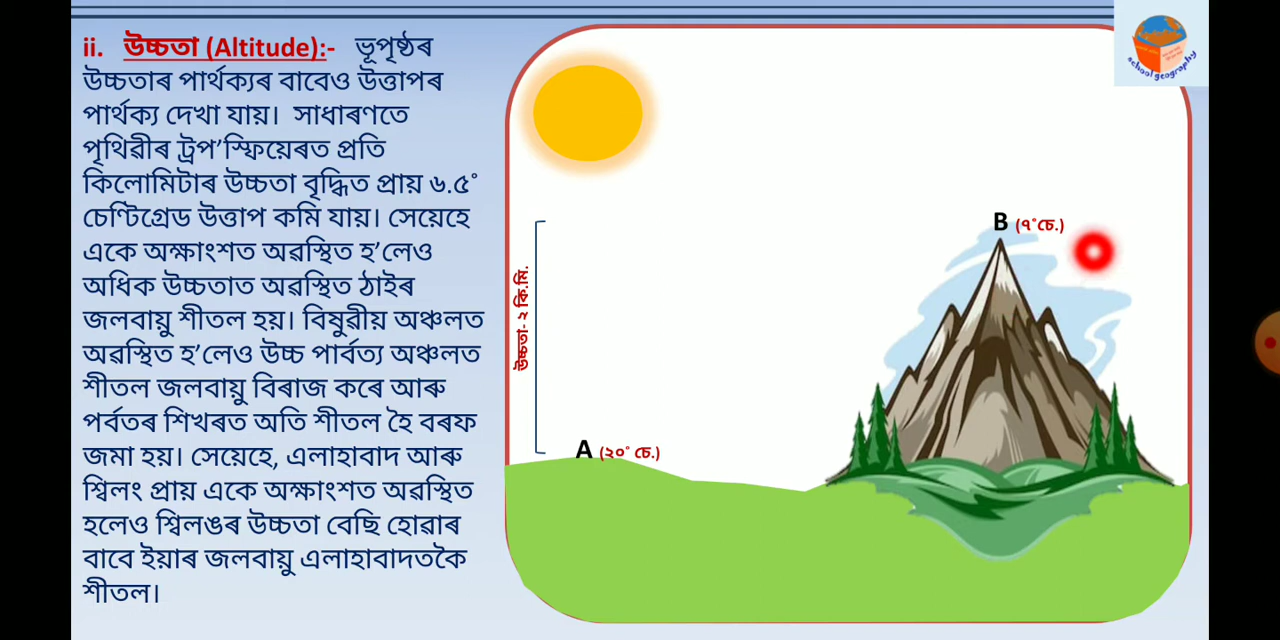 ii. উচ্চতা (Altitude):- ভূপৃষ্ঠৰ
উচ্চতাৰ পাৰ্থক্যৰ বাবেও উত্তাপৰ
পাৰ্থক্য দেখা যায়। সাধাৰণতে
পৃথিৱীৰ ট্ৰপ’স্ফিয়েৰত প্ৰতি
কিলোমিটাৰ উচ্চতা বৃদ্ধিত প্ৰায় ৬.৫˚
চেণ্টিগ্ৰেড উত্তাপ কমি যায়। সেয়েহে
একে অক্ষাংশত অৱস্থিত হ’লেও
অধিক উচ্চতাত অৱস্থিত ঠাইৰ
জলবায়ু শীতল হয়। বিষুৱীয় অঞ্চলত
অৱস্থিত হ’লেও উচ্চ পাৰ্বত্য অঞ্চলত
শীতল জলবায়ু বিৰাজ কৰে আৰু
পৰ্বতৰ শিখৰত অতি শীতল হৈ বৰফ
জমা হয়। সেয়েহে, এলাহাবাদ আৰু
শ্বিলং প্ৰায় একে অক্ষাংশত অৱস্থিত
হলেও শ্বিলঙৰ উচ্চতা বেছি হোৱাৰ
বাবে ইয়াৰ জলবায়ু এলাহাবাদতকৈ
শীতল।
school geography
B (৭˚চে.)
উচ্চতা- ২ কি.মি.
A (২০˚ চে.)